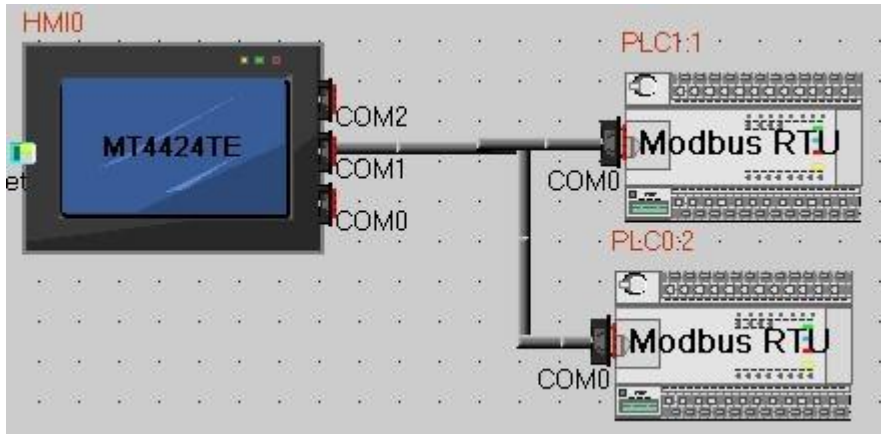 HMI0
PLC1:1
COM2
MT4424TE
Modbus RTU
et
COM1
COM0
COM0
PLC0:2
Modbus RTU
COM0